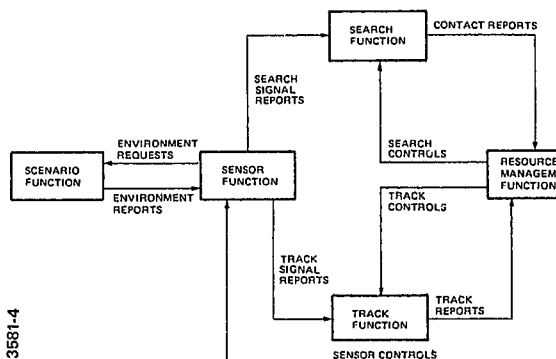 SEARCH
FUNCTION
CONTACT REPORTS
SEARCH
SIGNAL
REPORTS
ENVIRONMENT
REQUESTS
SEARCH
CONTROLS
SCENARIO
FUNCTION
SENSOR
FUNCTION
RESOURCE
MANAGEM
FUNCTION
ENVIRONMENT
REPORTS
TRACK
CONTROLS
TRACK
SIGNAL
REPORTS
TRACK
FUNCTION
TRACK
REPORTS
SENSOR CONTROLS
3581-4